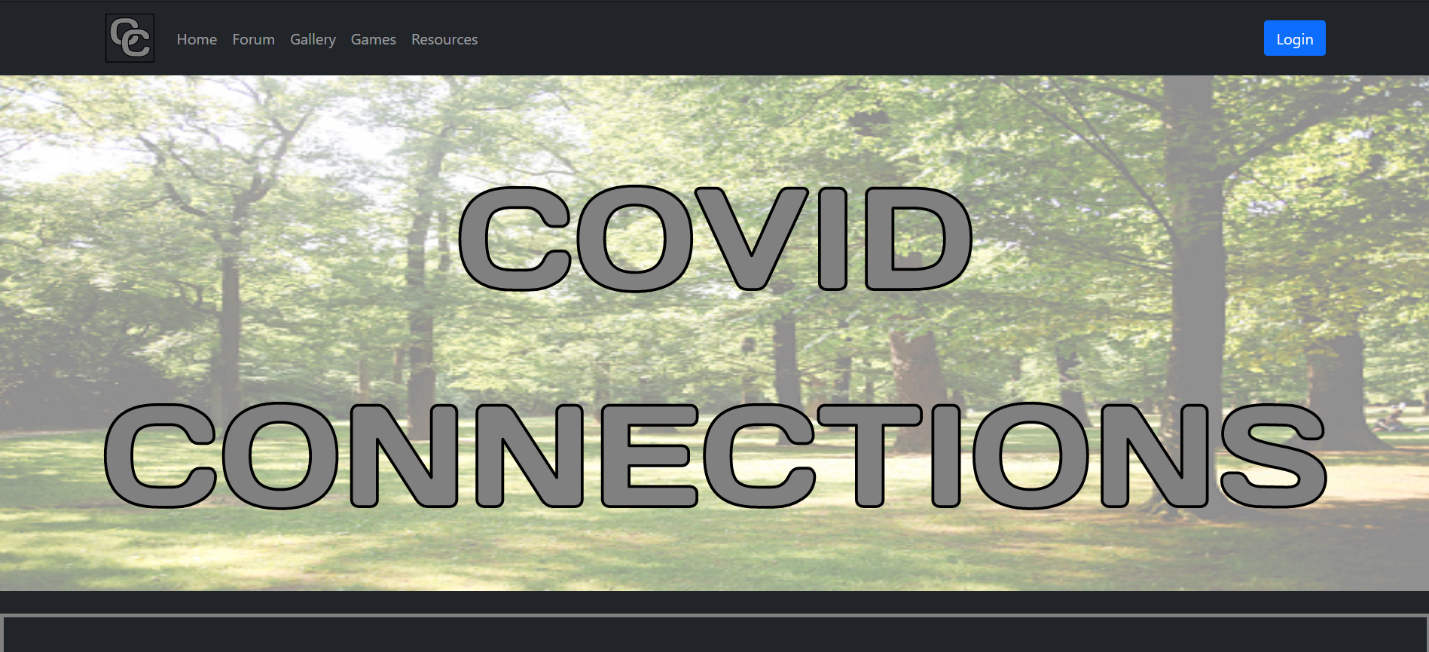 CC Home Forum Gallery Games Resources Login
COVID
CONNECTIONS